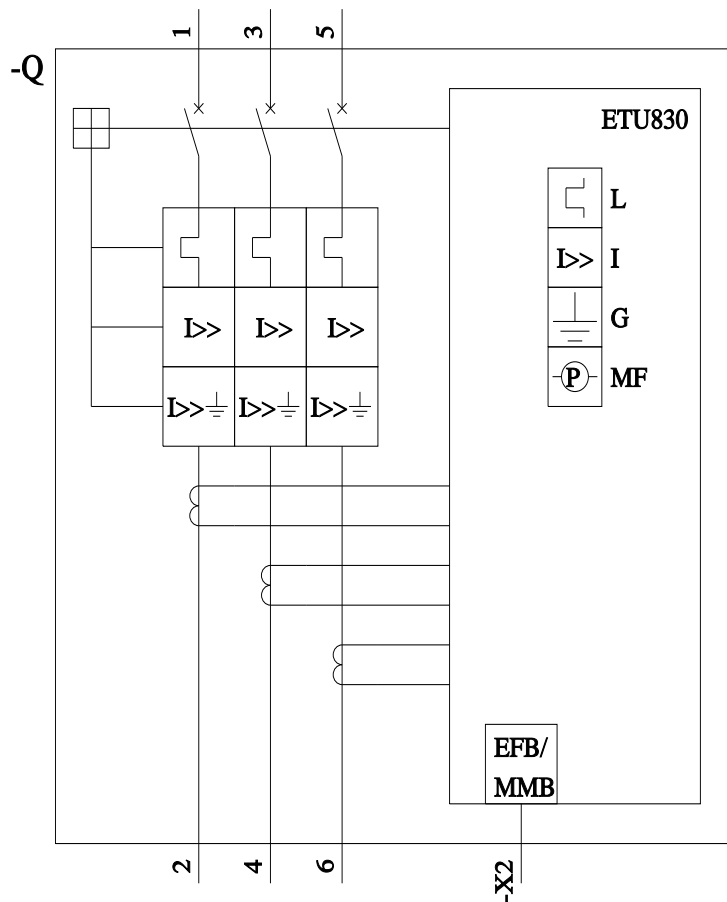 1 3 5
-Q
ETU830
L
I>> I
G
P MF
I>> I>> I>>
I>> I>> I>>
EFB/
MMB
2 4 6
-X2